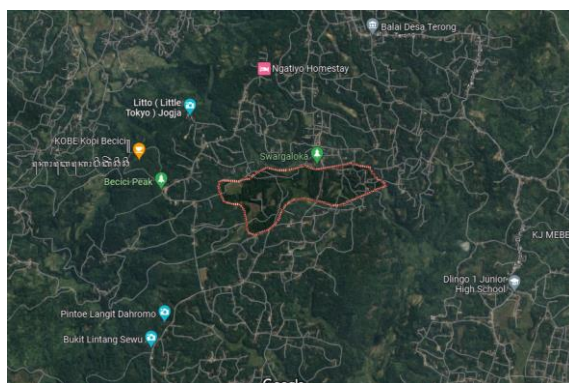 Balai Desa Terong
Ngatiyo Homestay
Litto ( Little
Tokyo ) Jogja
KOBE Kopi Becici
Swargaloka
Becici Peak
KJ MEBE
Dlingo 1 Junior
High School
Pintoe Langit Dahromo
Bukit Lintang Sewu
Google